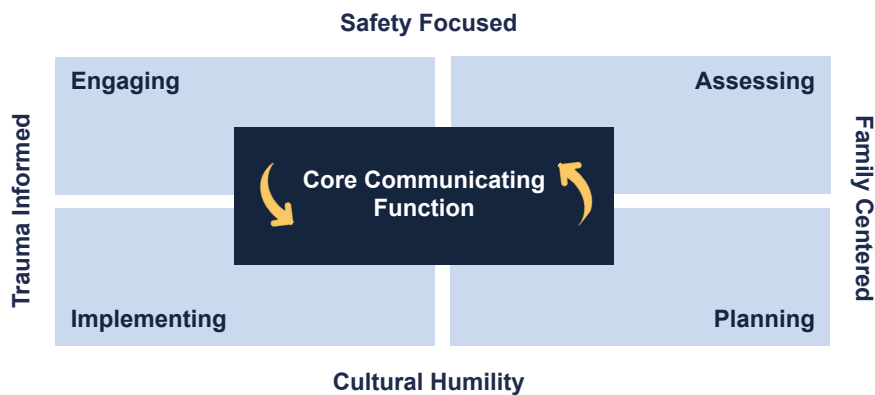 Safety Focused
Engaging
Assessing
Trauma Informed
Core Communicating
Function
Family Centered
Implementing
Planning
Cultural Humility